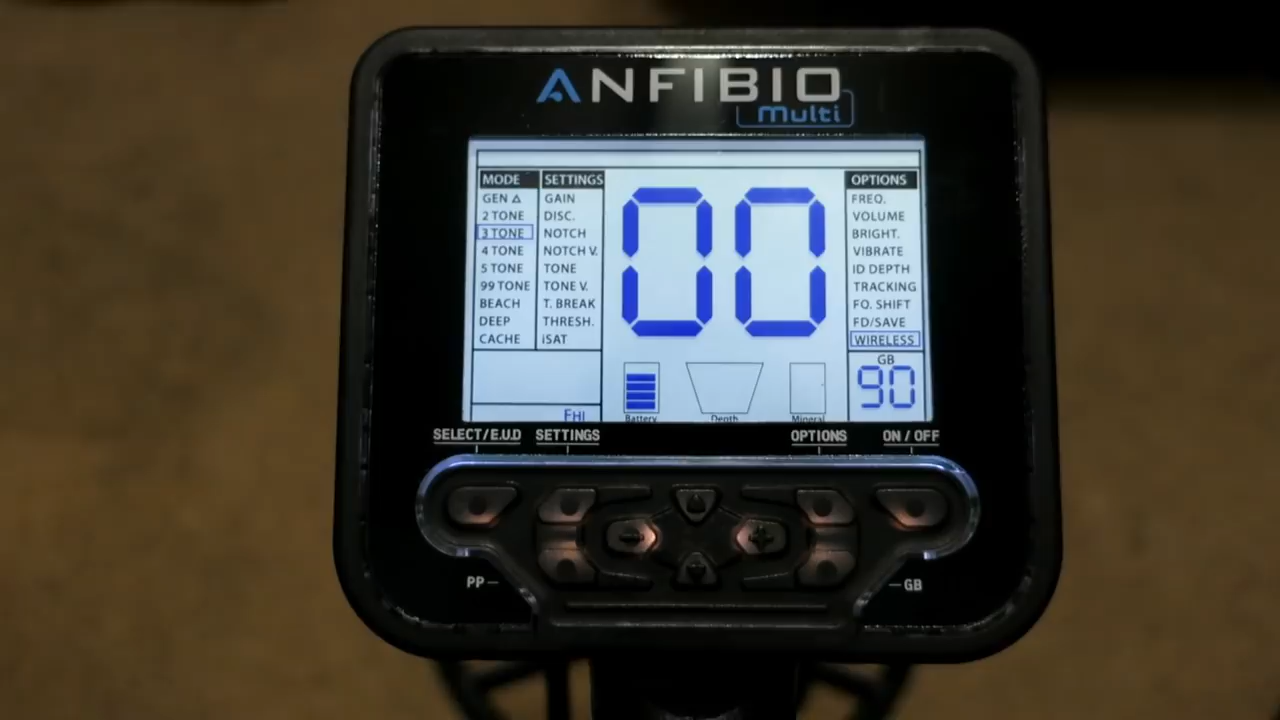 ANFIBIO
Multi
MODE
GEN Δ
2 TONE
3 TONE
4 TONE
5 TONE
99 TONE
BEACH
DEEP
CACHE
SETTINGS
GAIN
DISC.
NOTCH
NOTCH V.
TONE
TONE V.
T. BREAK
THRESH.
iSAT
FHI
00
Battery
Depth
Mineral
OPTIONS
FREQ.
VOLUME
BRIGHT.
VIBRATE
ID DEPTH
TRACKING
FQ. SHIFT
FD/SAVE
WIRELESS
GB
90
SELECT/E.U.D SETTINGS OPTIONS ON / OFF
PP
GB